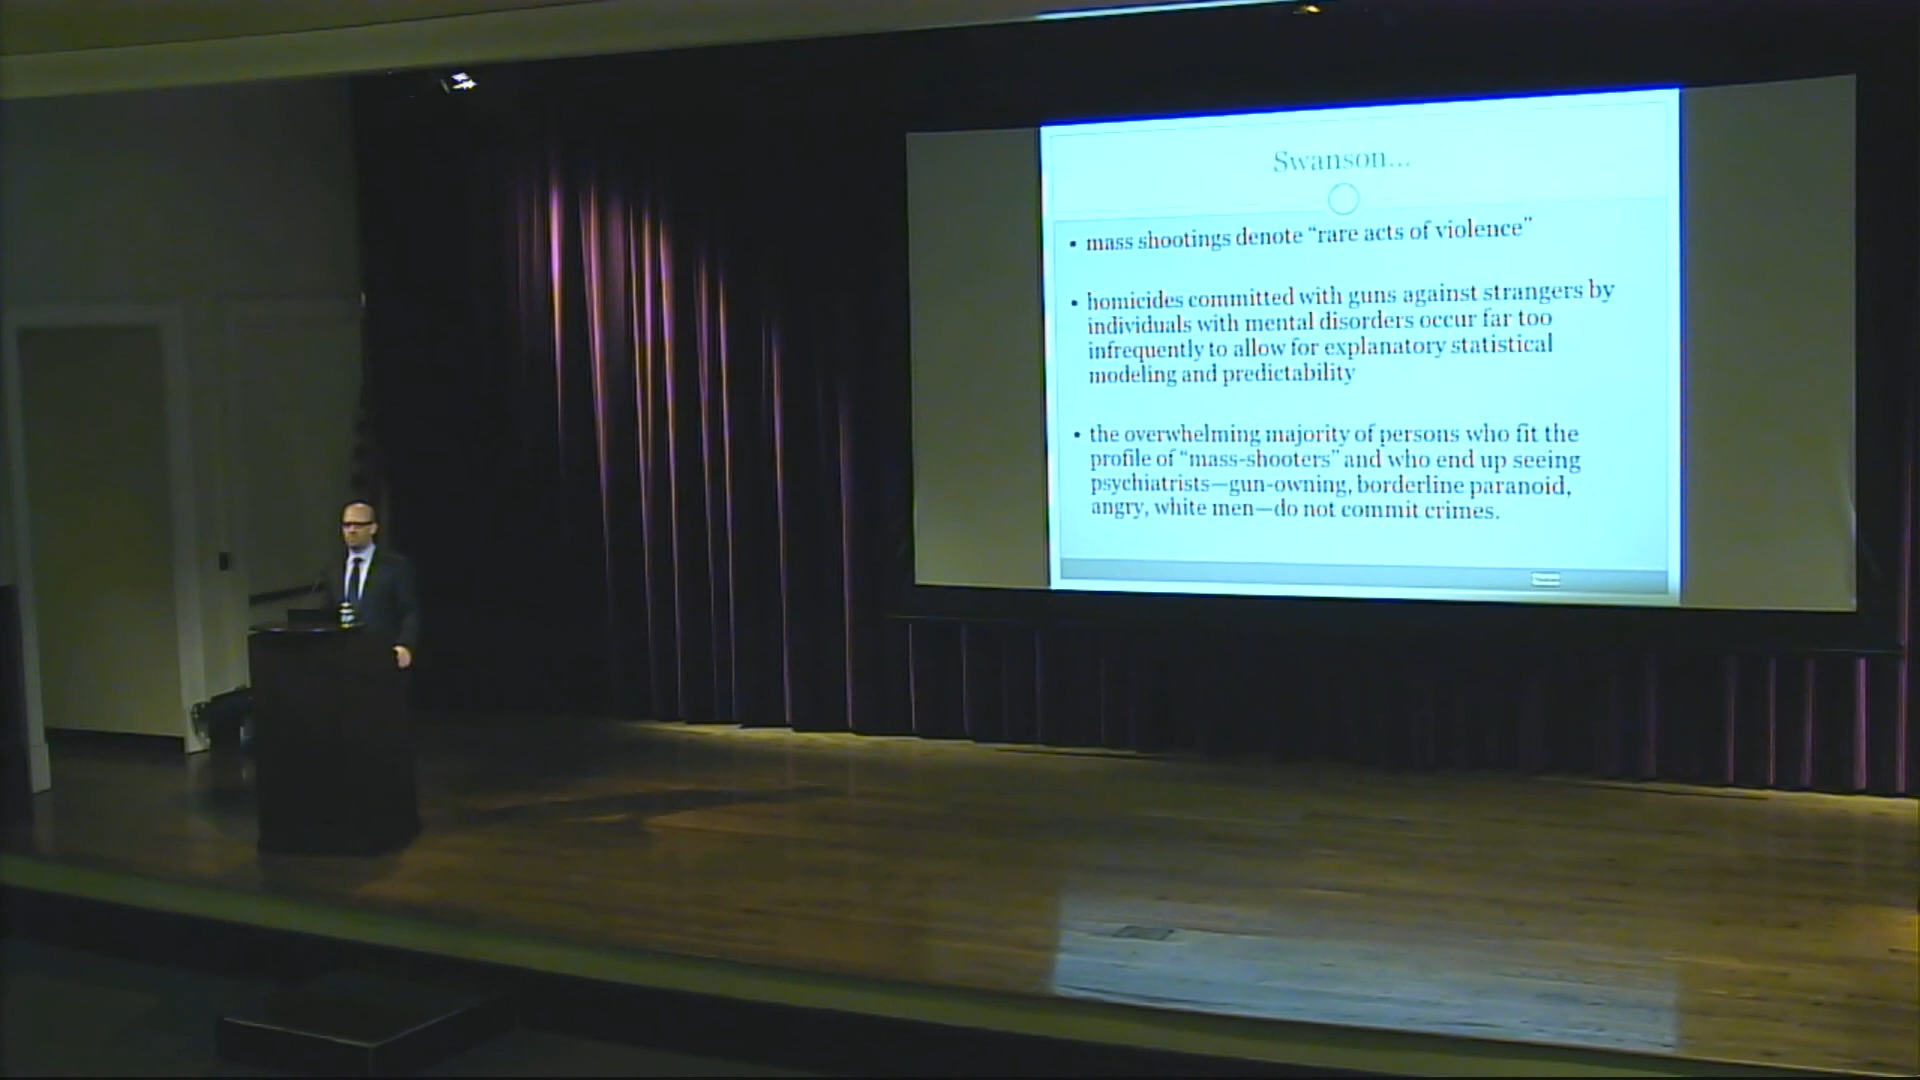 Swanson...
• mass shootings denote “rare acts of violence”
• homicides committed with guns against strangers by
individuals with mental disorders occur far too
infrequently to allow for explanatory statistical
modeling and predictability
• the overwhelming majority of persons who fit the
profile of “mass-shooters” and who end up seeing
psychiatrists—gun-owning, borderline paranoid,
angry, white men—do not commit crimes.